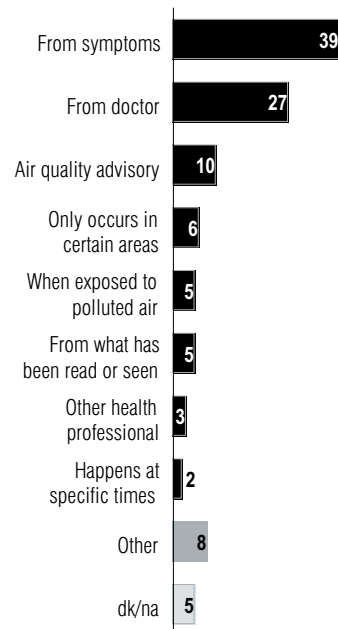 From symptoms 39
From doctor 27
Air quality advisory 10
Only occurs in
certain areas 6
When exposed to
polluted air 5
From what has
been read or seen 5
Other health
professional 3
Happens at
specific times 2
Other 8
dk/na 5